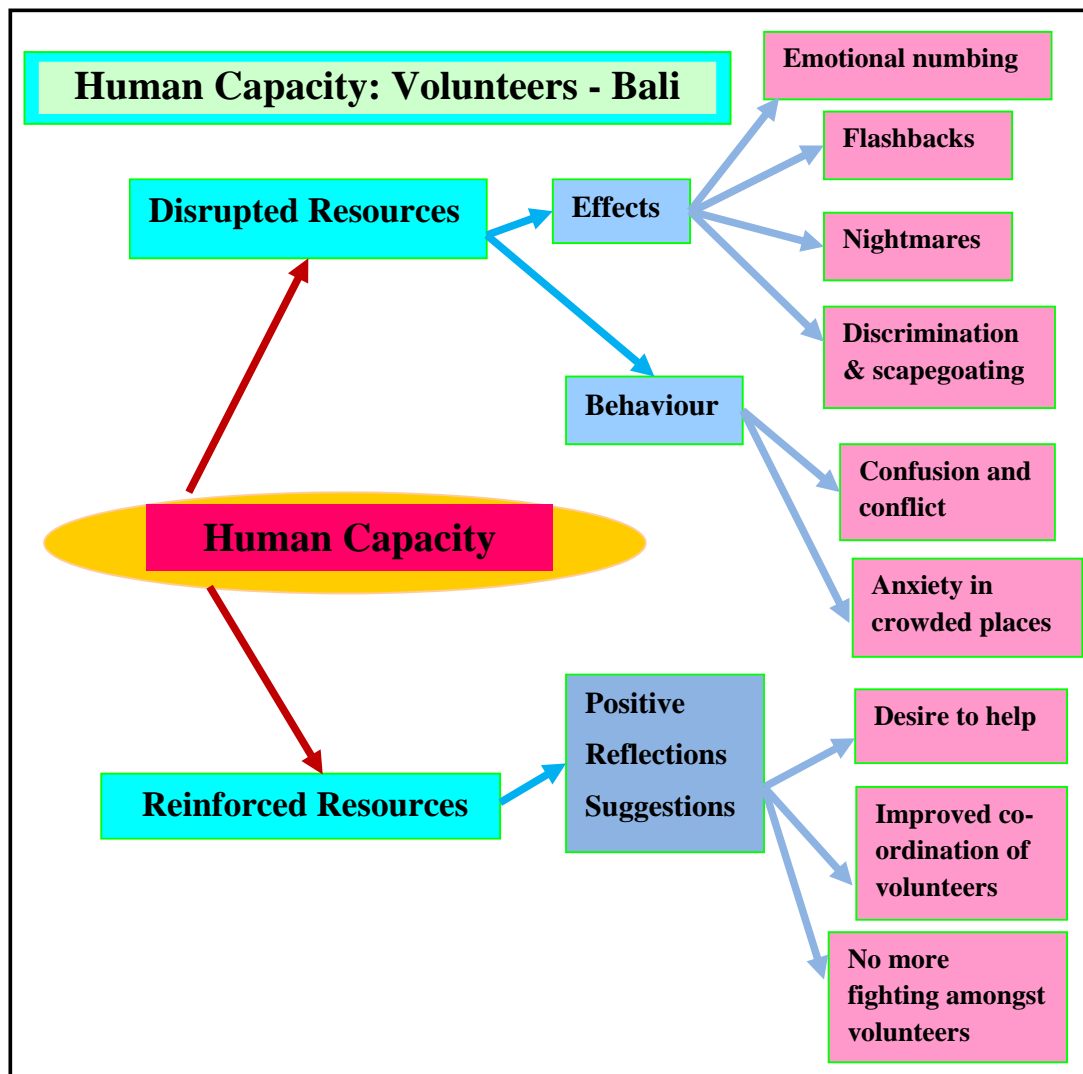 Human Capacity: Volunteers - Bali
Emotional numbing
Flashbacks
Disrupted Resources
Effects
Nightmares
Discrimination
& scapegoating
Behaviour
Confusion and
conflict
Human Capacity
Anxiety in
crowded places
Positive
Reflections
Suggestions
Desire to help
Reinforced Resources
Improved co-
ordination of
volunteers
No more
fighting amongst
volunteers